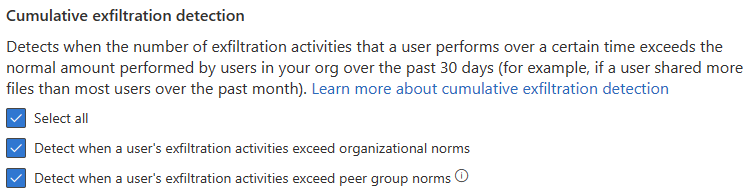 Cumulative exfiltration detection
Detects when the number of exfiltration activities that a user performs over a certain time exceeds the
normal amount performed by users in your org over the past 30 days (for example, if a user shared more
files than most users over the past month). Learn more about cumulative exfiltration detection
Select all
Detect when a user's exfiltration activities exceed organizational norms
Detect when a user's exfiltration activities exceed peer group norms